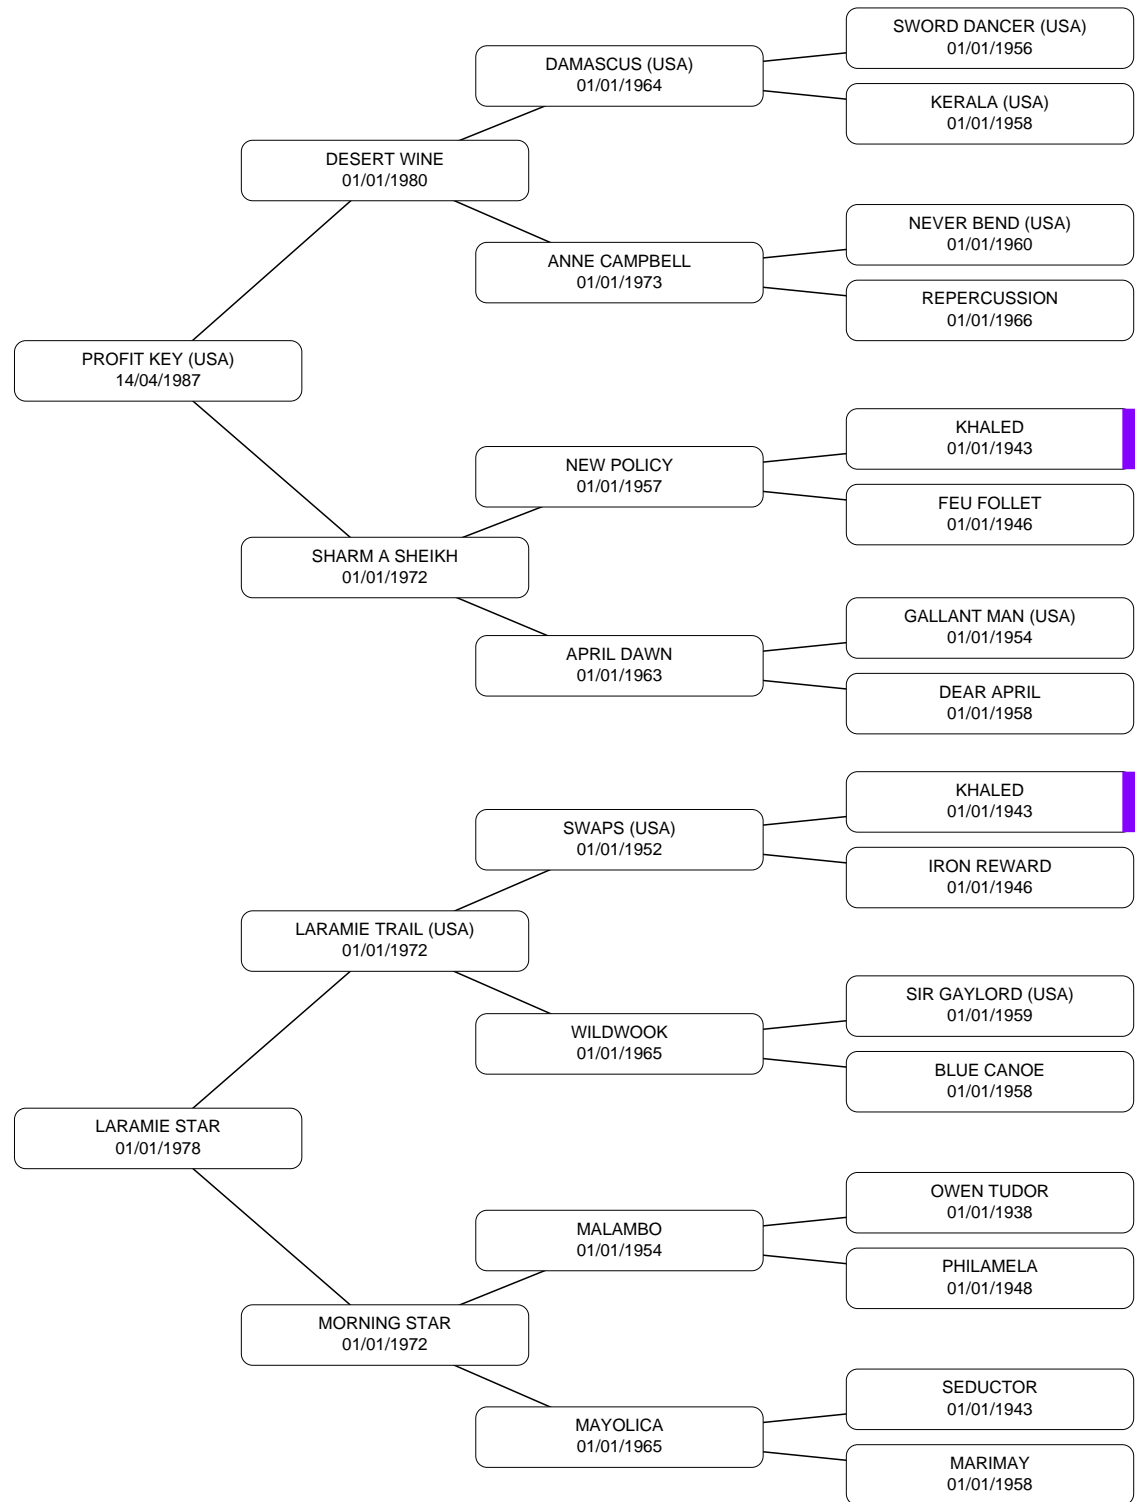 SWORD DANCER (USA)
01/01/1956
DAMASCUS (USA)
01/01/1964
KERALA (USA)
01/01/1958
DESERT WINE
01/01/1980
NEVER BEND (USA)
01/01/1960
ANNE CAMPBELL
01/01/1973
REPERCUSSION
01/01/1966
PROFIT KEY (USA)
14/04/1987
KHALED
01/01/1943
NEW POLICY
01/01/1957
FEU FOLLET
01/01/1946
SHARM A SHEIKH
01/01/1972
GALLANT MAN (USA)
01/01/1954
APRIL DAWN
01/01/1963
DEAR APRIL
01/01/1958
KHALED
01/01/1943
SWAPS (USA)
01/01/1952
IRON REWARD
01/01/1946
LARAMIE TRAIL (USA)
01/01/1972
SIR GAYLORD (USA)
01/01/1959
WILDWOOK
01/01/1965
BLUE CANOE
01/01/1958
LARAMIE STAR
01/01/1978
OWEN TUDOR
01/01/1938
MALAMBO
01/01/1954
PHILAMELA
01/01/1948
MORNING STAR
01/01/1972
SEDUCTOR
01/01/1943
MAYOLICA
01/01/1965
MARIMAY
01/01/1958